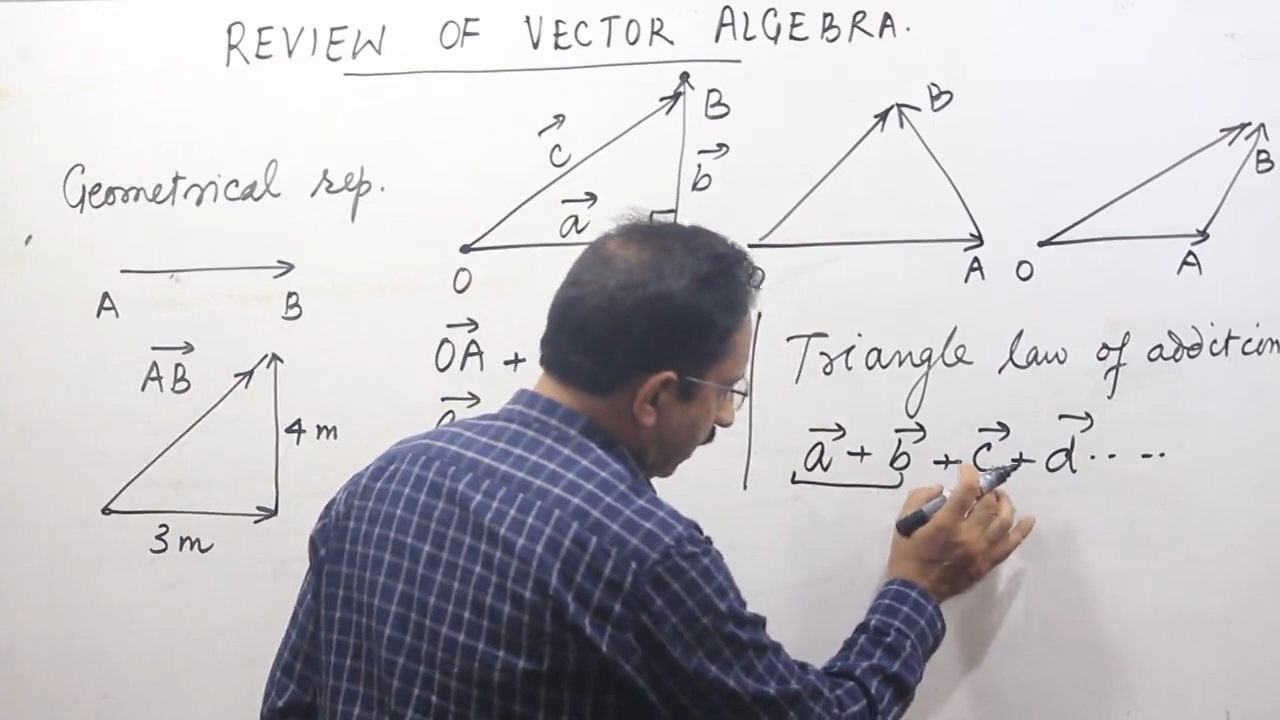 REVIEW OF VECTOR ALGEBRA.
Geometrical rep.
A B
AB⃗
4 m
3 m
c⃗
B
b⃗
a⃗
O
B
A
O
B
A
OA⃗ +
Triangle law of addition
a⃗ + b⃗ + c⃗ + d⃗ .. ..